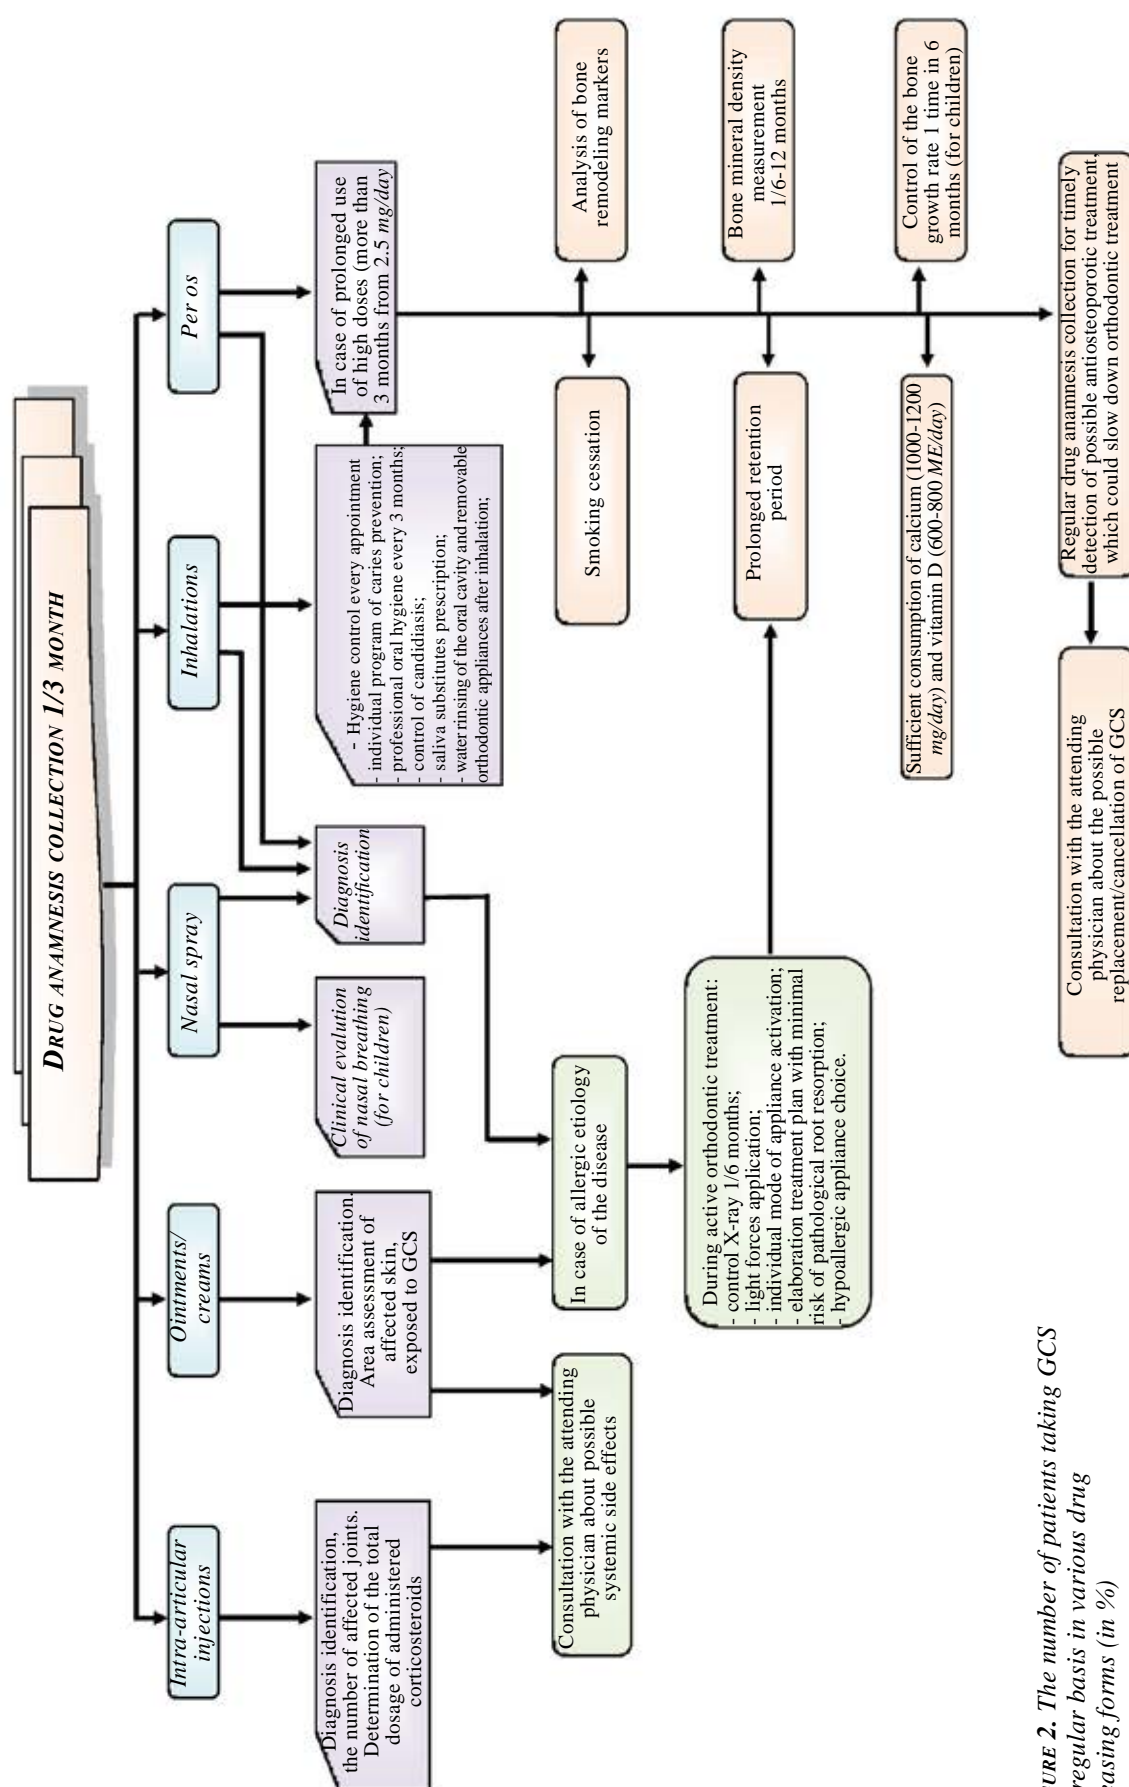 DRUG ANAMNESIS COLLECTION 1/3 MONTH
Intra-articular
injections
Ointments/
creams
Nasal spray
Inhalations
Per os
Diagnosis identification,
the number of affected joints.
Determination of the total
dosage of administered
corticosteroids
Diagnosis identification.
Area assessment of
affected skin,
exposed to GCS
Clinical evalution
of nasal breathing
(for children)
Diagnosis
identification
- Hygiene control every appointment
- individual program of caries prevention;
- professional oral hygiene every 3 months;
- control of candidiasis;
- saliva substitutes prescription;
- water rinsing of the oral cavity and removable
orthodontic appliances after inhalation;
In case of prolonged use
of high doses (more than
3 months from 2.5 mg/day
Consultation with the attending
physician about possible
systemic side effects
In case of allergic etiology
of the disease
Smoking cessation
Analysis of bone
remodeling markers
During active orthodontic treatment:
- control X-ray 1/6 months;
- light forces application;
- individual mode of appliance activation;
- elaboration treatment plan with minimal
risk of pathological root resorption;
- hypoallergic appliance choice.
Prolonged retention
period
Bone mineral density
measurement
1/6-12 months
Sufficient consumption of calcium (1000-1200
mg/day) and vitamin D (600-800 ME/day)
Control of the bone
growth rate 1 time in 6
months (for children)
Consultation with the attending
physician about the possible
replacement/cancellation of GCS
Regular drug anamnesis collection for timely
detection of possible antiosteoporotic treatment,
which could slow down orthodontic treatment
URE 2. The number of patients taking GCS
regular basis in various drug
easing forms (in %)